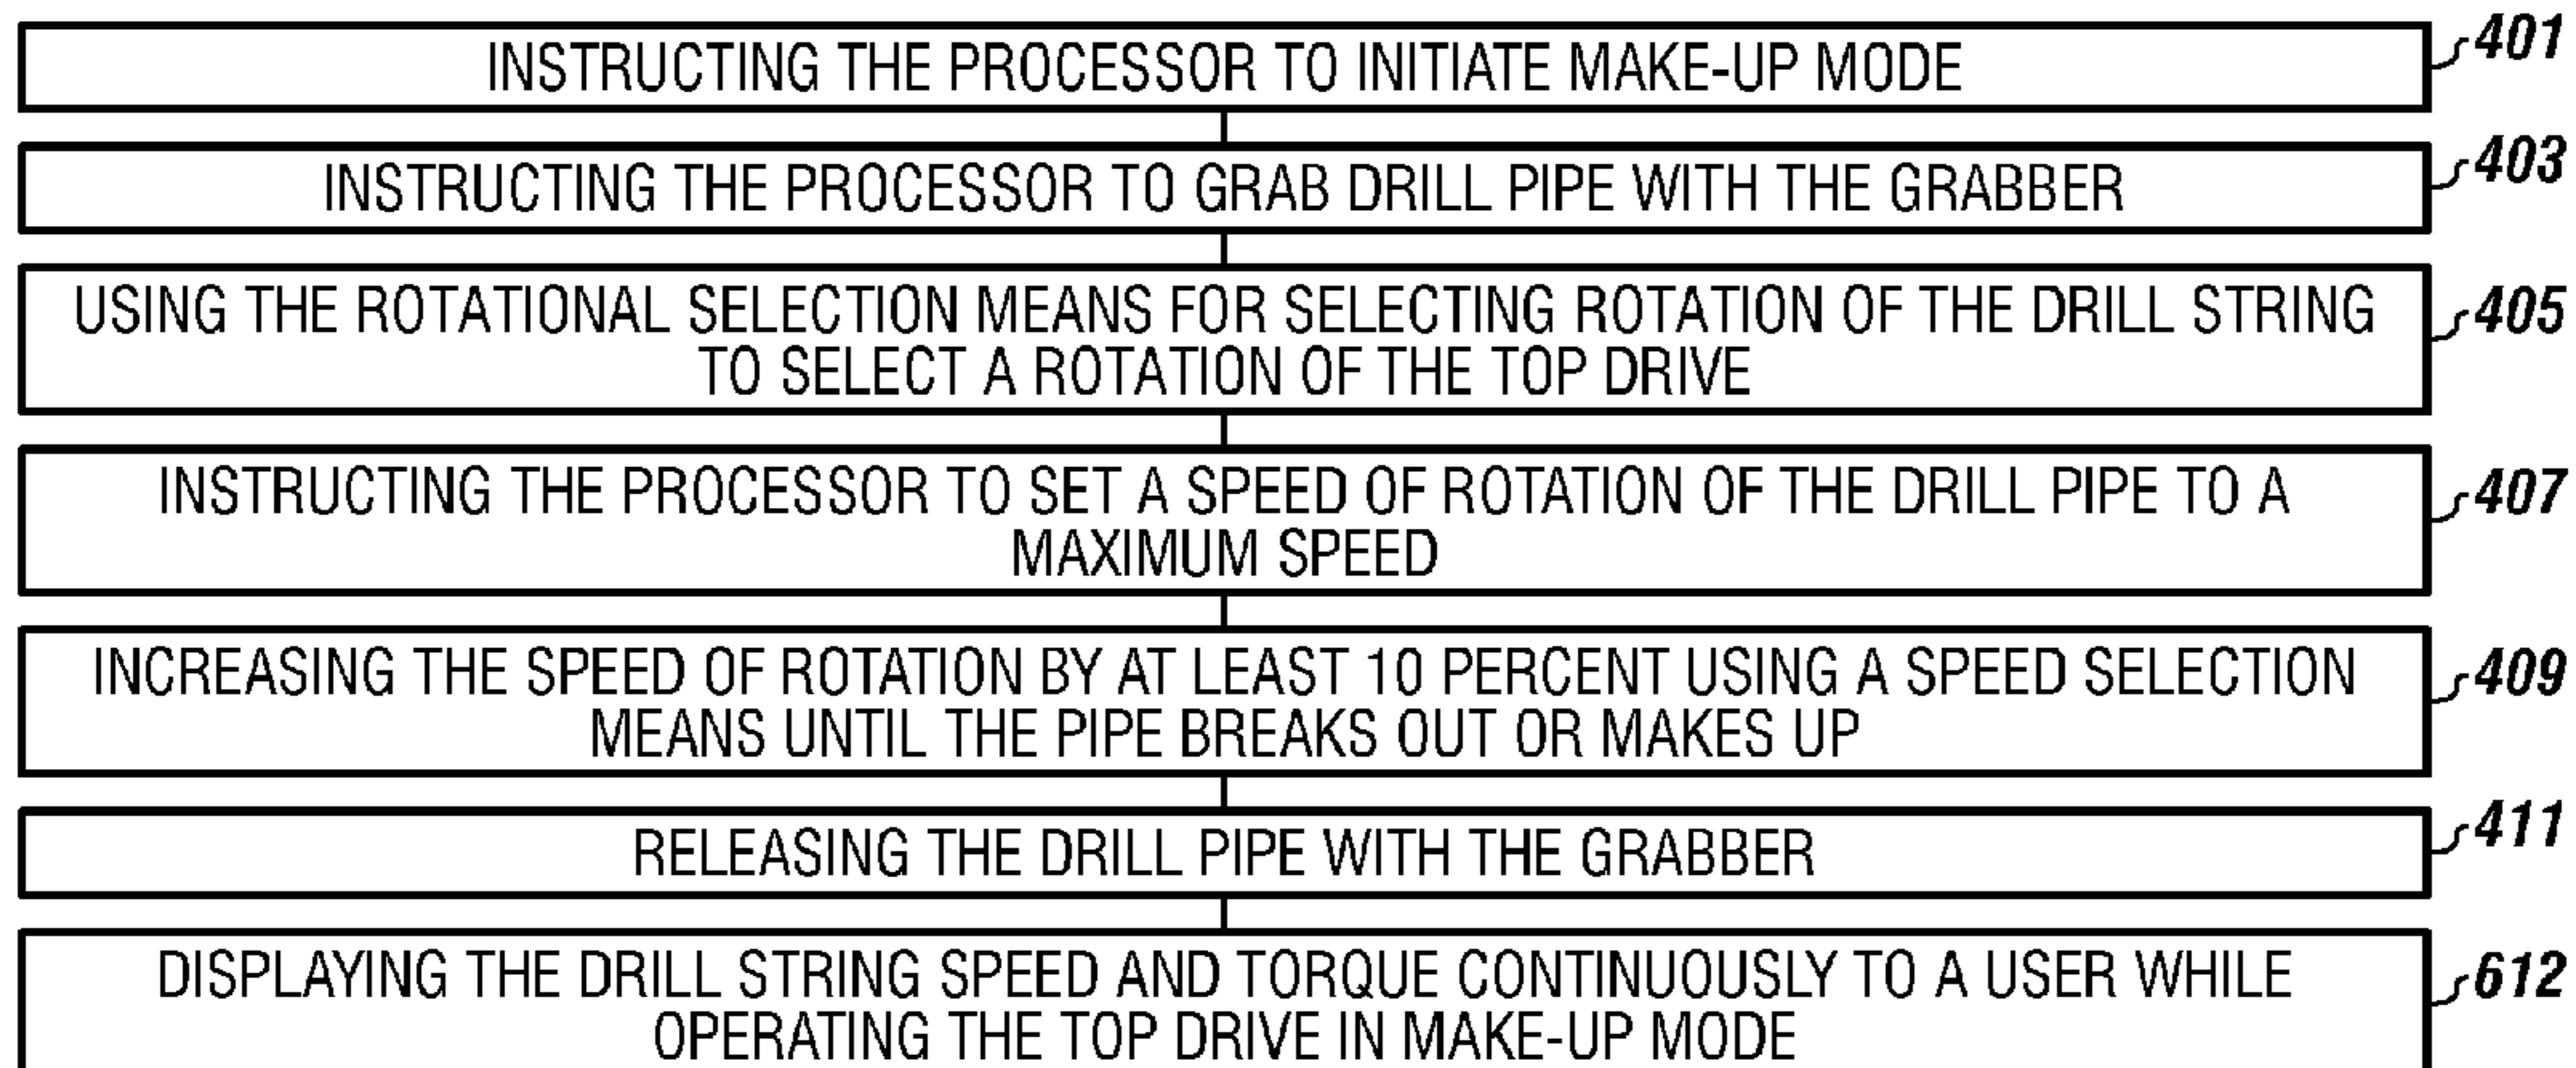 INSTRUCTING THE PROCESSOR TO INITIATE MAKE-UP MODE
401
INSTRUCTING THE PROCESSOR TO GRAB DRILL PIPE WITH THE GRABBER
403
USING THE ROTATIONAL SELECTION MEANS FOR SELECTING ROTATION OF THE DRILL STRING
TO SELECT A ROTATION OF THE TOP DRIVE
405
INSTRUCTING THE PROCESSOR TO SET A SPEED OF ROTATION OF THE DRILL PIPE TO A
MAXIMUM SPEED
407
INCREASING THE SPEED OF ROTATION BY AT LEAST 10 PERCENT USING A SPEED SELECTION
MEANS UNTIL THE PIPE BREAKS OUT OR MAKES UP
409
RELEASING THE DRILL PIPE WITH THE GRABBER
411
DISPLAYING THE DRILL STRING SPEED AND TORQUE CONTINUOUSLY TO A USER WHILE
OPERATING THE TOP DRIVE IN MAKE-UP MODE
612